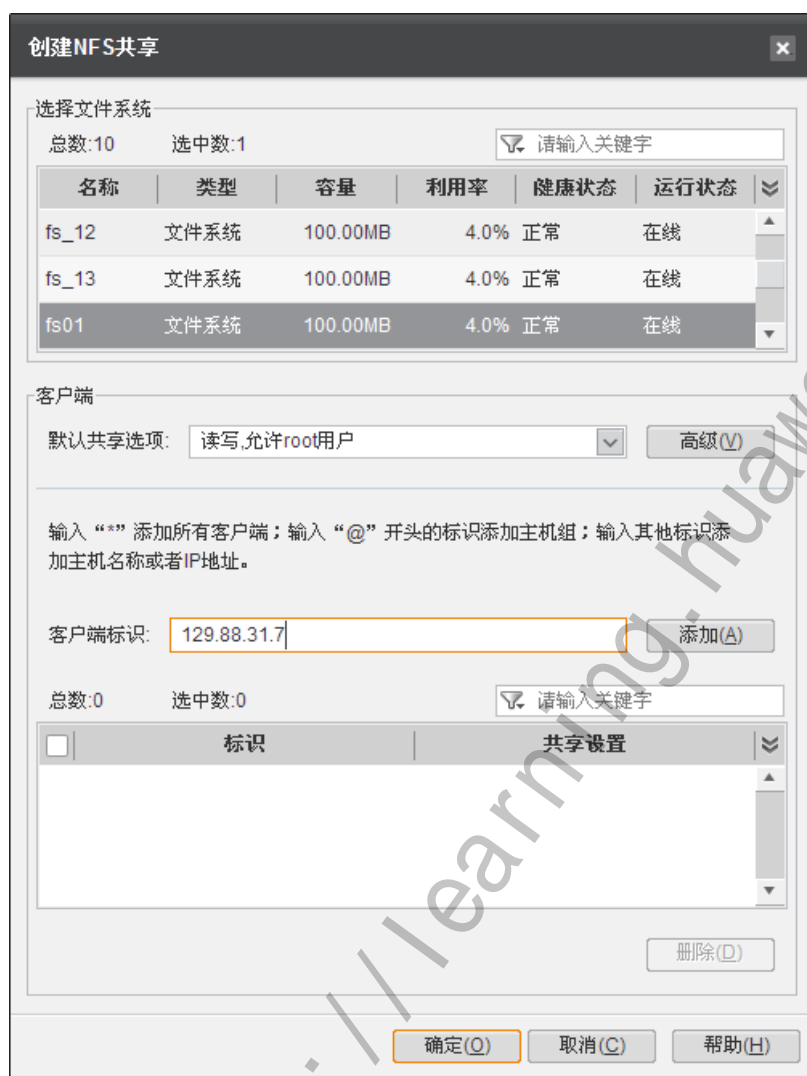 创建NFS共享
选择文件系统
总数:10 选中数:1 请输入关键字
名称 类型 容量 利用率 健康状态 运行状态
fs_12 文件系统 100.00MB 4.0% 正常 在线
fs_13 文件系统 100.00MB 4.0% 正常 在线
fs01 文件系统 100.00MB 4.0% 正常 在线
客户端
默认共享选项: 读写,允许root用户 高级(V)
输入“*”添加所有客户端；输入“@”开头的标识添加主机组；输入其他标识添
加主机名称或者IP地址。
客户端标识: 129.88.31.7 添加(A)
总数:0 选中数:0 请输入关键字
标识 共享设置
删除(D)
确定(O) 取消(C) 帮助(H)
://learning.huawe